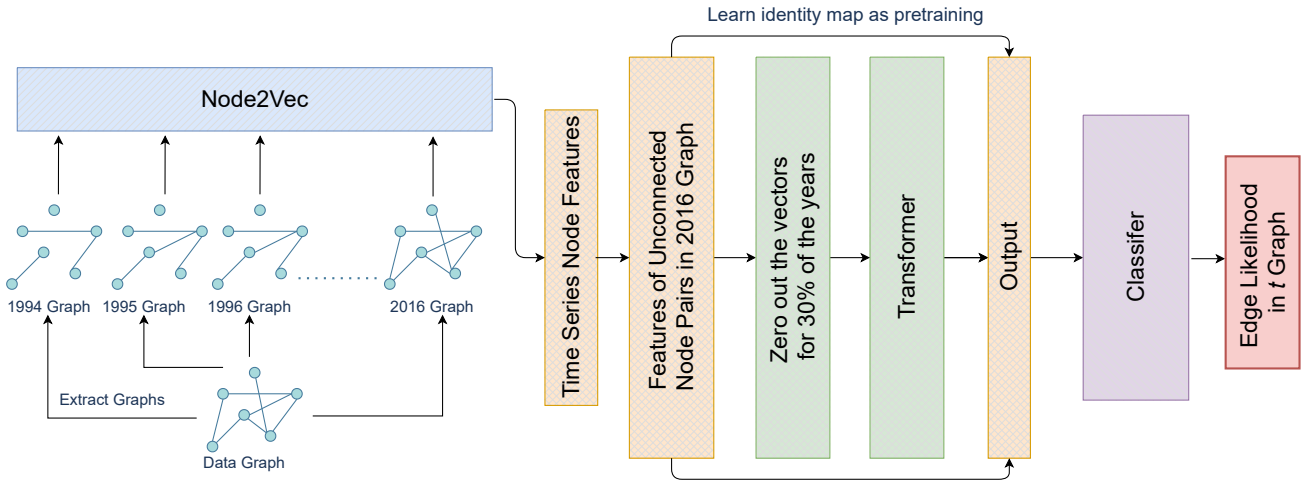 Learn identity map as pretraining
Node2Vec
1994 Graph
1995 Graph
1996 Graph
2016 Graph
Extract Graphs
Data Graph
Time Series Node Features
Features of Unconnected
Node Pairs in 2016 Graph
Zero out the vectors
for 30% of the years
Transformer
Output
Classifer
Edge Likelihood
in t Graph